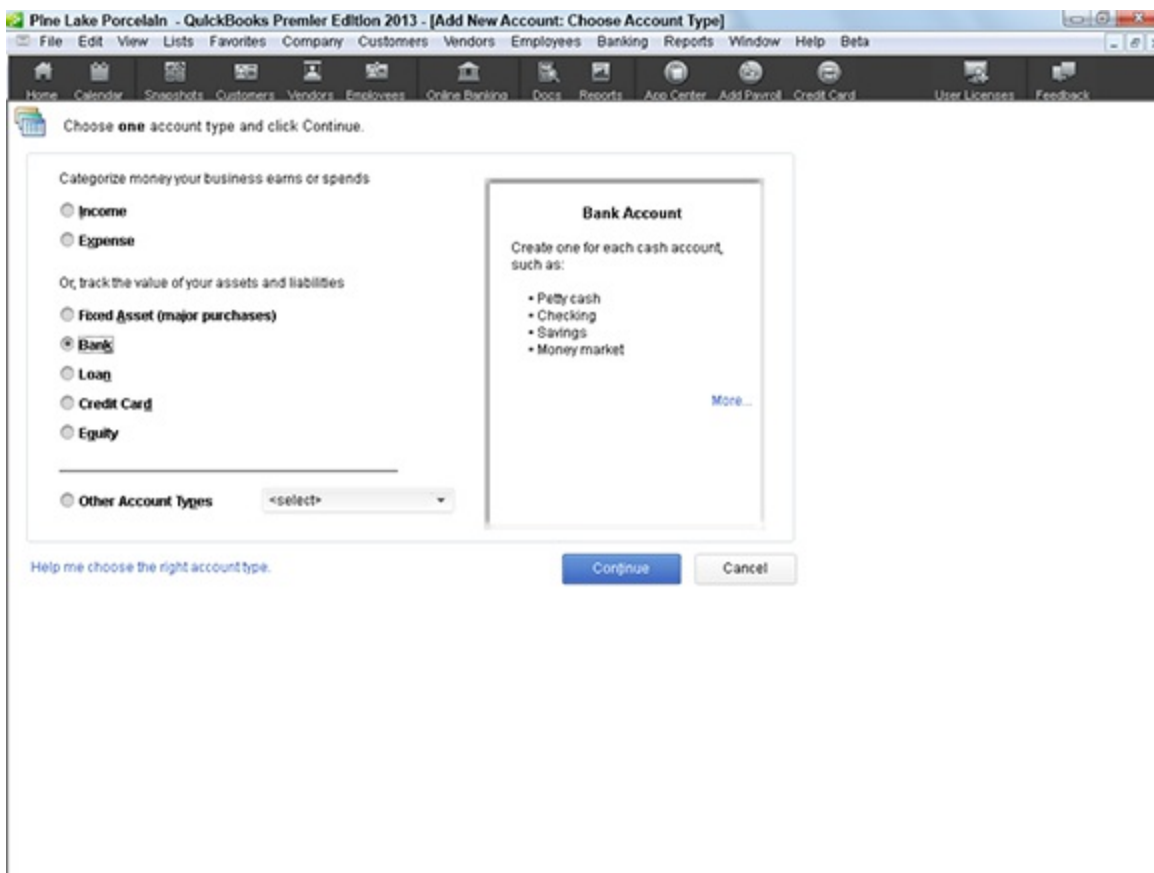 Pine Lake Porcelain - QuickBooks Premier Edition 2013 - [Add New Account: Choose Account Type]
File Edit View Lists Favorites Company Customers Vendors Employees Banking Reports Window Help Beta
Home Calendar Snapshots Customers Vendors Employees Online Banking Docs Reports App Center Add Payroll Credit Card User Licenses Feedback
Choose one account type and click Continue.
Categorize money your business earns or spends
Income
Expense
Or, track the value of your assets and liabilities
Fixed Asset (major purchases)
Bank
Loan
Credit Card
Equity
Other Account Types <select>
Bank Account
Create one for each cash account,
such as:
• Petty cash
• Checking
• Savings
• Money market
More...
Help me choose the right account type.
Continue Cancel